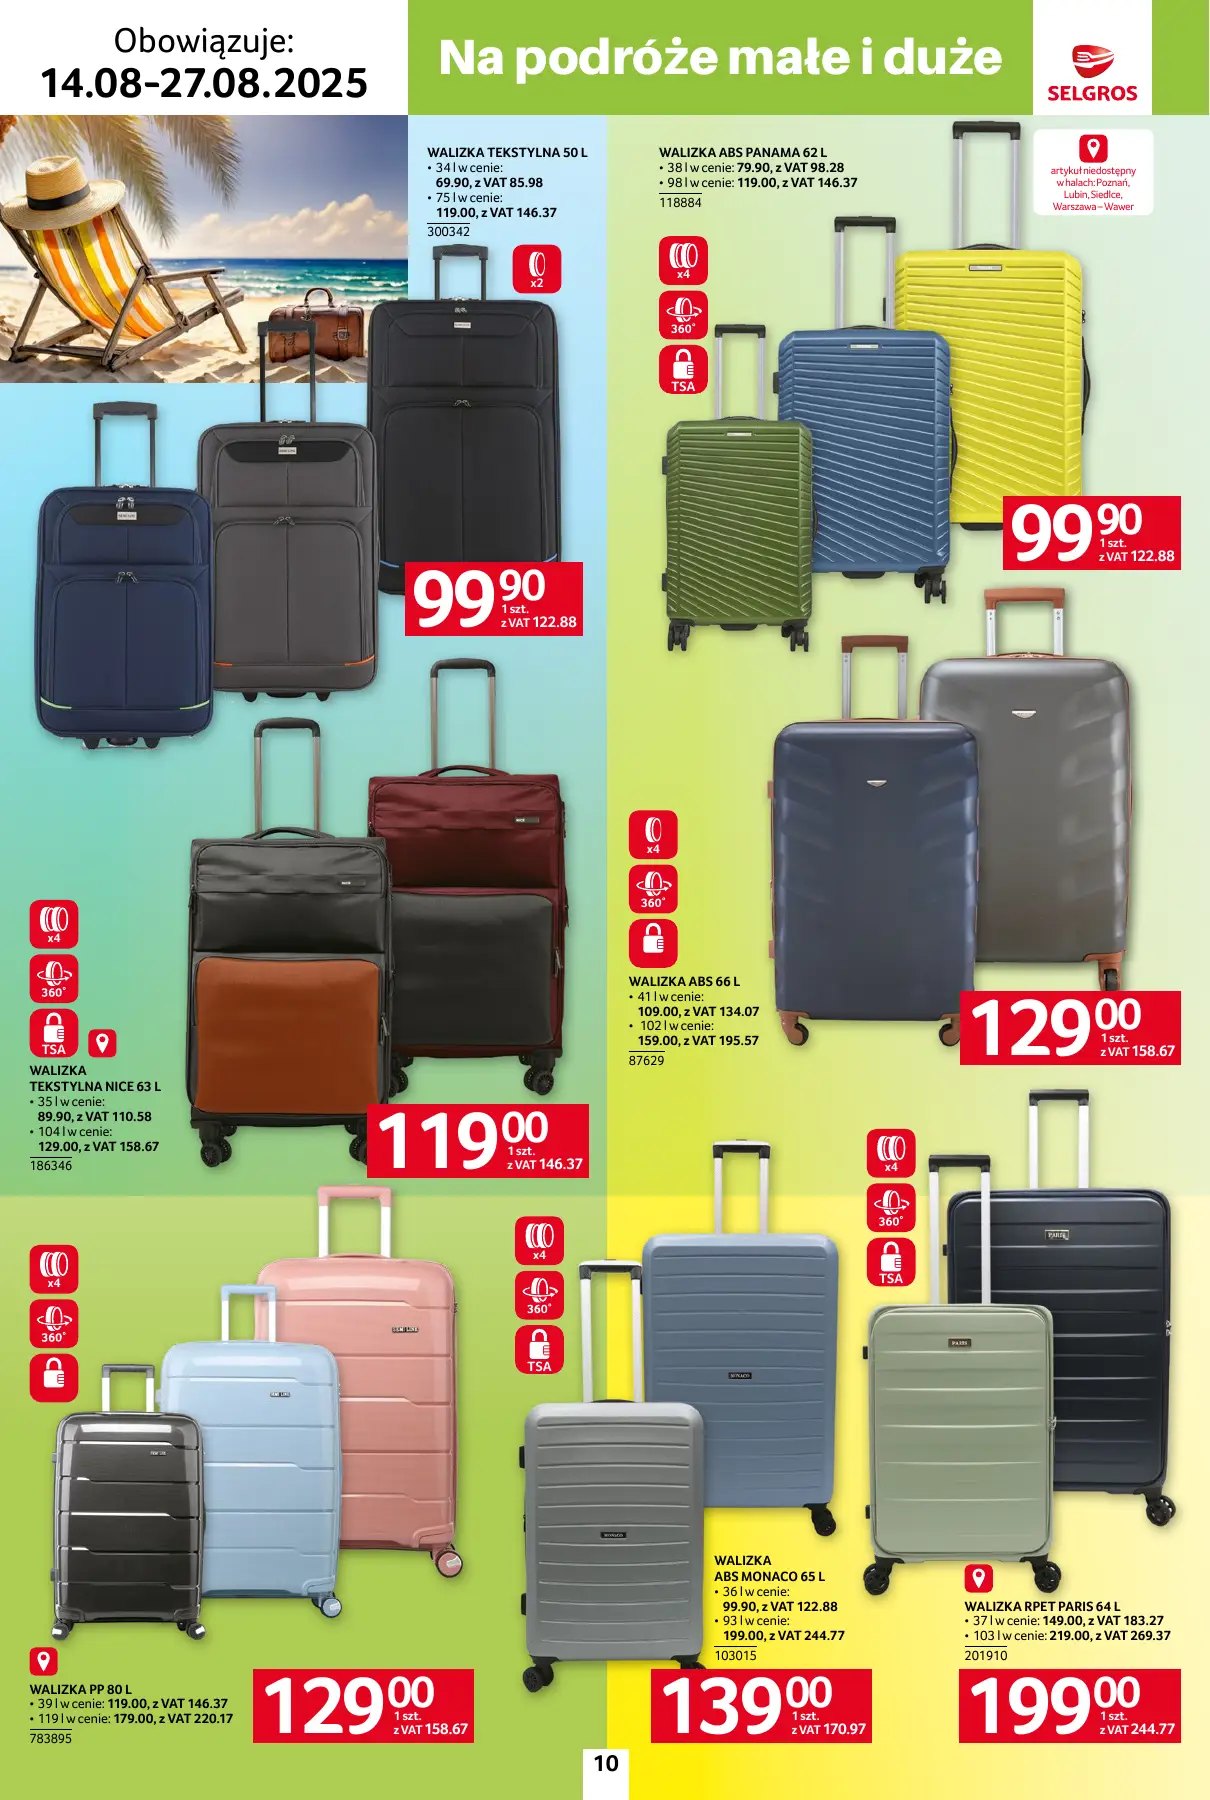 Obowiązuje:
14.08-27.08.2025
Na podróże małe i duże
SELGROS
WALIZKA TEKSTYLNA 50 L
• 34 l w cenie:
69.90, z VAT 85.98
• 75 l w cenie:
119.00, z VAT 146.37
300342
x2
99 90
1 szt.
z VAT 122.88
WALIZKA ABS PANAMA 62 L
• 38 l w cenie: 79.90, z VAT 98.28
• 98 l w cenie: 119.00, z VAT 146.37
118884
x4
360°
TSA
artykuł niedostępny
w halach: Poznań,
Lubin, Siedlce,
Warszawa – Wawer
99 90
1 szt.
z VAT 122.88
x4
360°
TSA
WALIZKA
TEKSTYLNA NICE 63 L
• 35 l w cenie:
89.90, z VAT 110.58
• 104 l w cenie:
129.00, z VAT 158.67
186346
NICE
NICE
119 00
1 szt.
z VAT 146.37
x4
360°
WALIZKA ABS 66 L
• 41 l w cenie:
109.00, z VAT 134.07
• 102 l w cenie:
159.00, z VAT 195.57
87629
129 00
1 szt.
z VAT 158.67
x4
360°
WALIZKA PP 80 L
• 39 l w cenie: 119.00, z VAT 146.37
• 119 l w cenie: 179.00, z VAT 220.17
783895
129 00
1 szt.
z VAT 158.67
x4
360°
TSA
MONACO
MONACO
WALIZKA
ABS MONACO 65 L
• 36 l w cenie:
99.90, z VAT 122.88
• 93 l w cenie:
199.00, z VAT 244.77
103015
139 00
1 szt.
z VAT 170.97
x4
360°
TSA
PARIS
PARIS
WALIZKA RPET PARIS 64 L
• 37 l w cenie: 149.00, z VAT 183.27
• 103 l w cenie: 219.00, z VAT 269.37
201910
199 00
1 szt.
z VAT 244.77
10